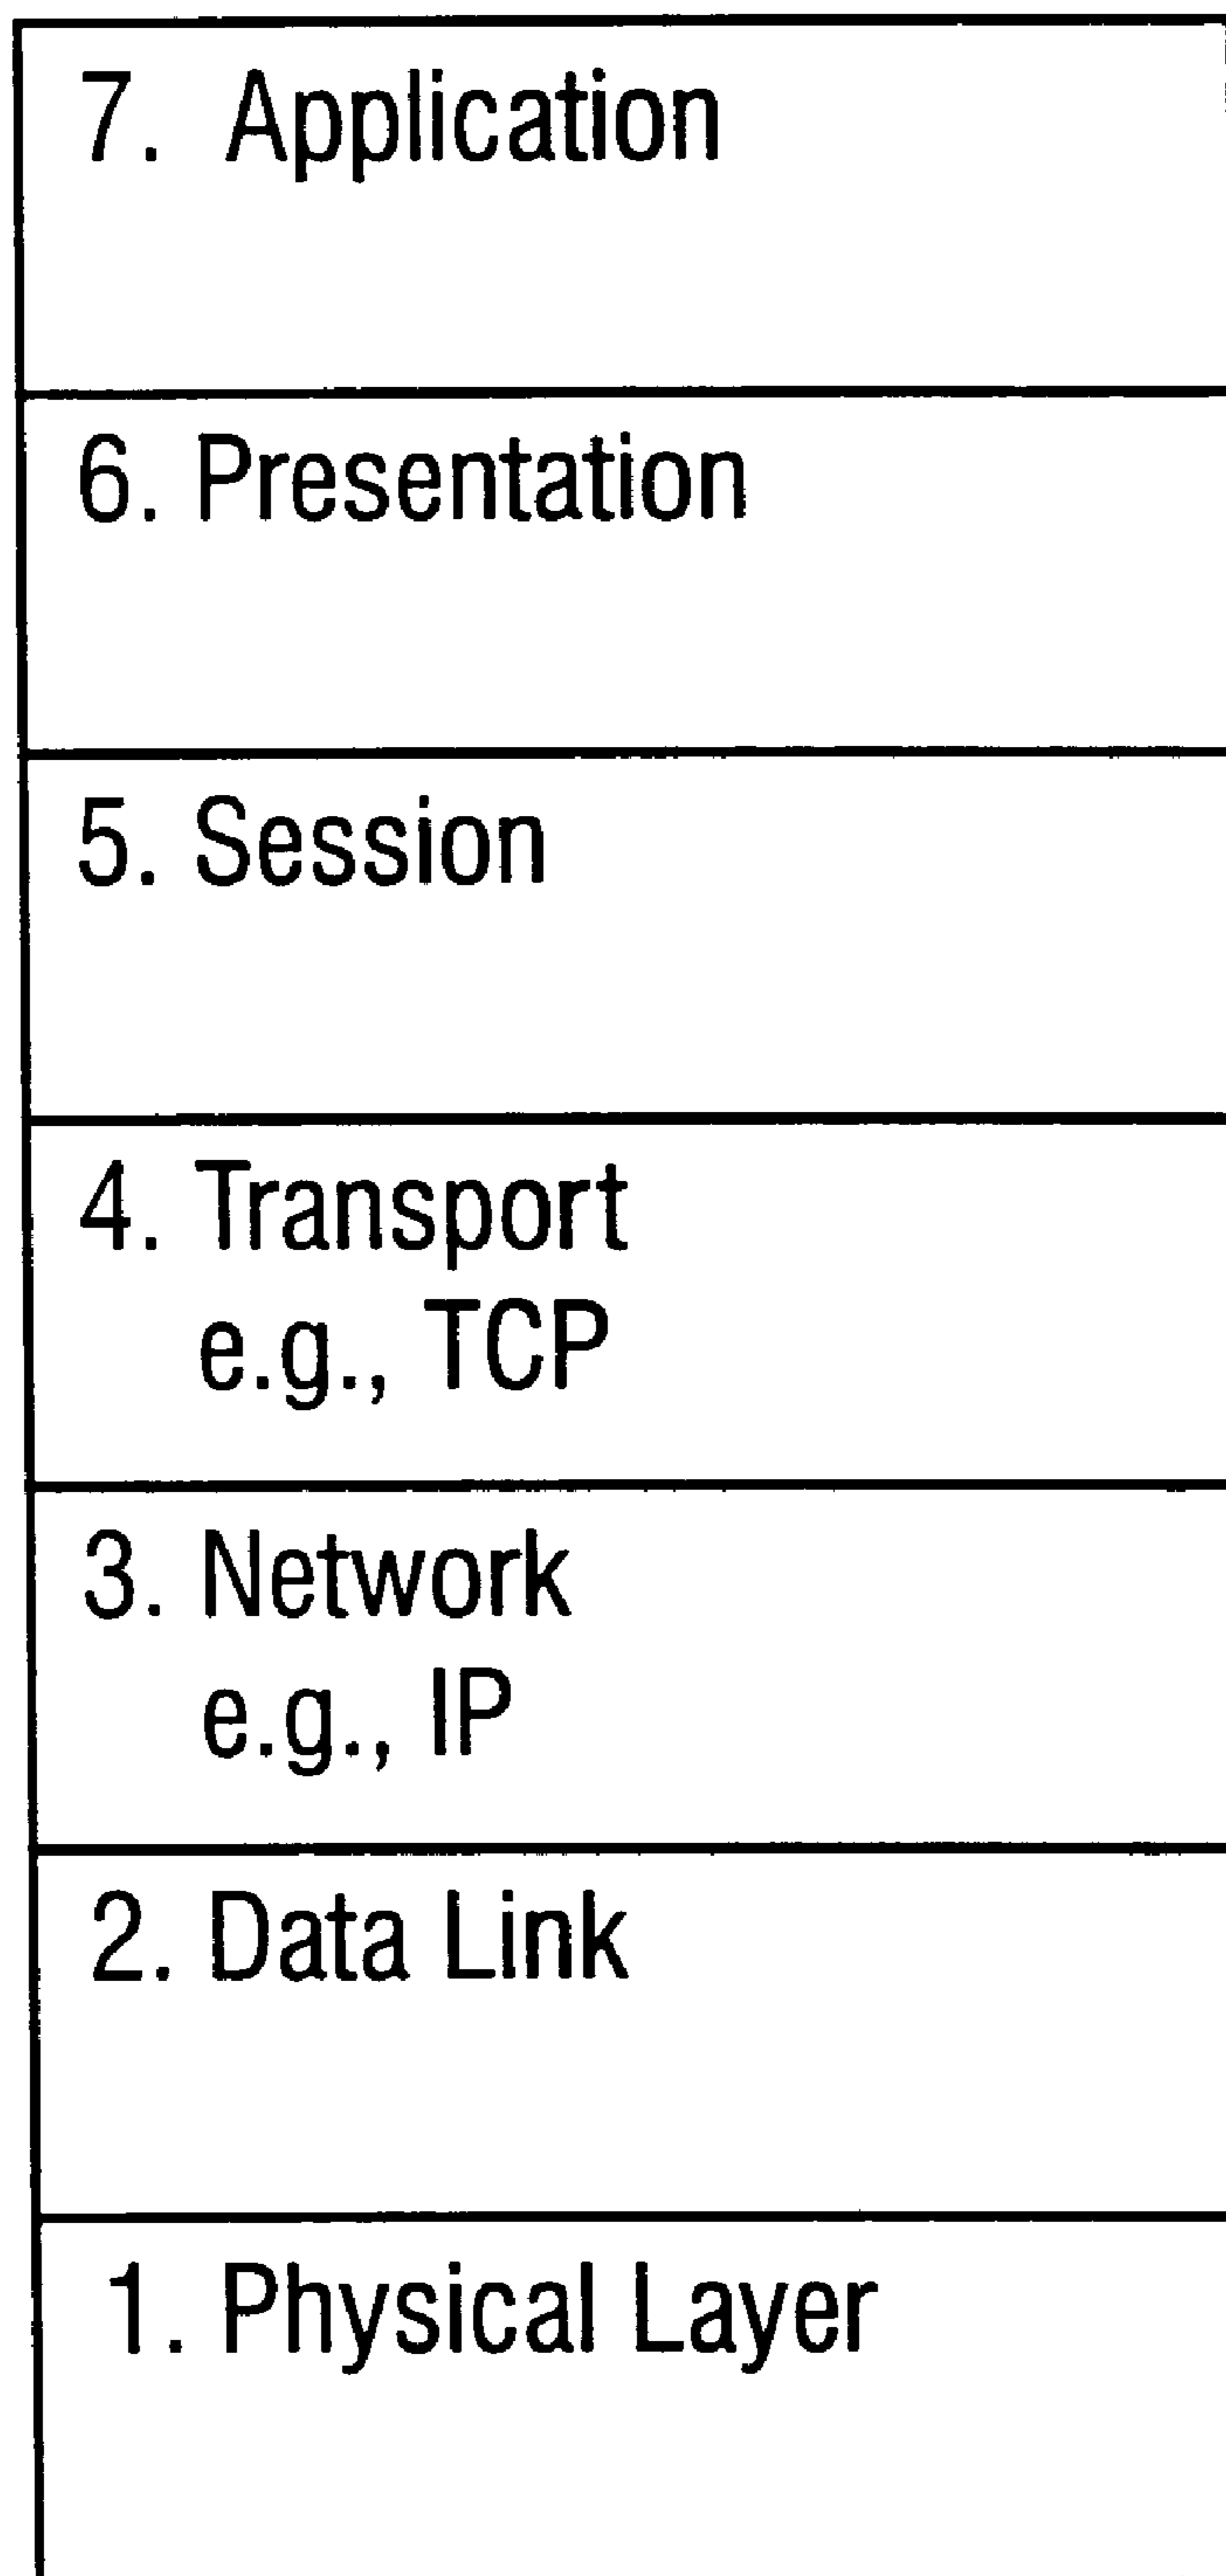 7. Application
6. Presentation
5. Session
4. Transport
e.g., TCP
3. Network
e.g., IP
2. Data Link
1. Physical Layer